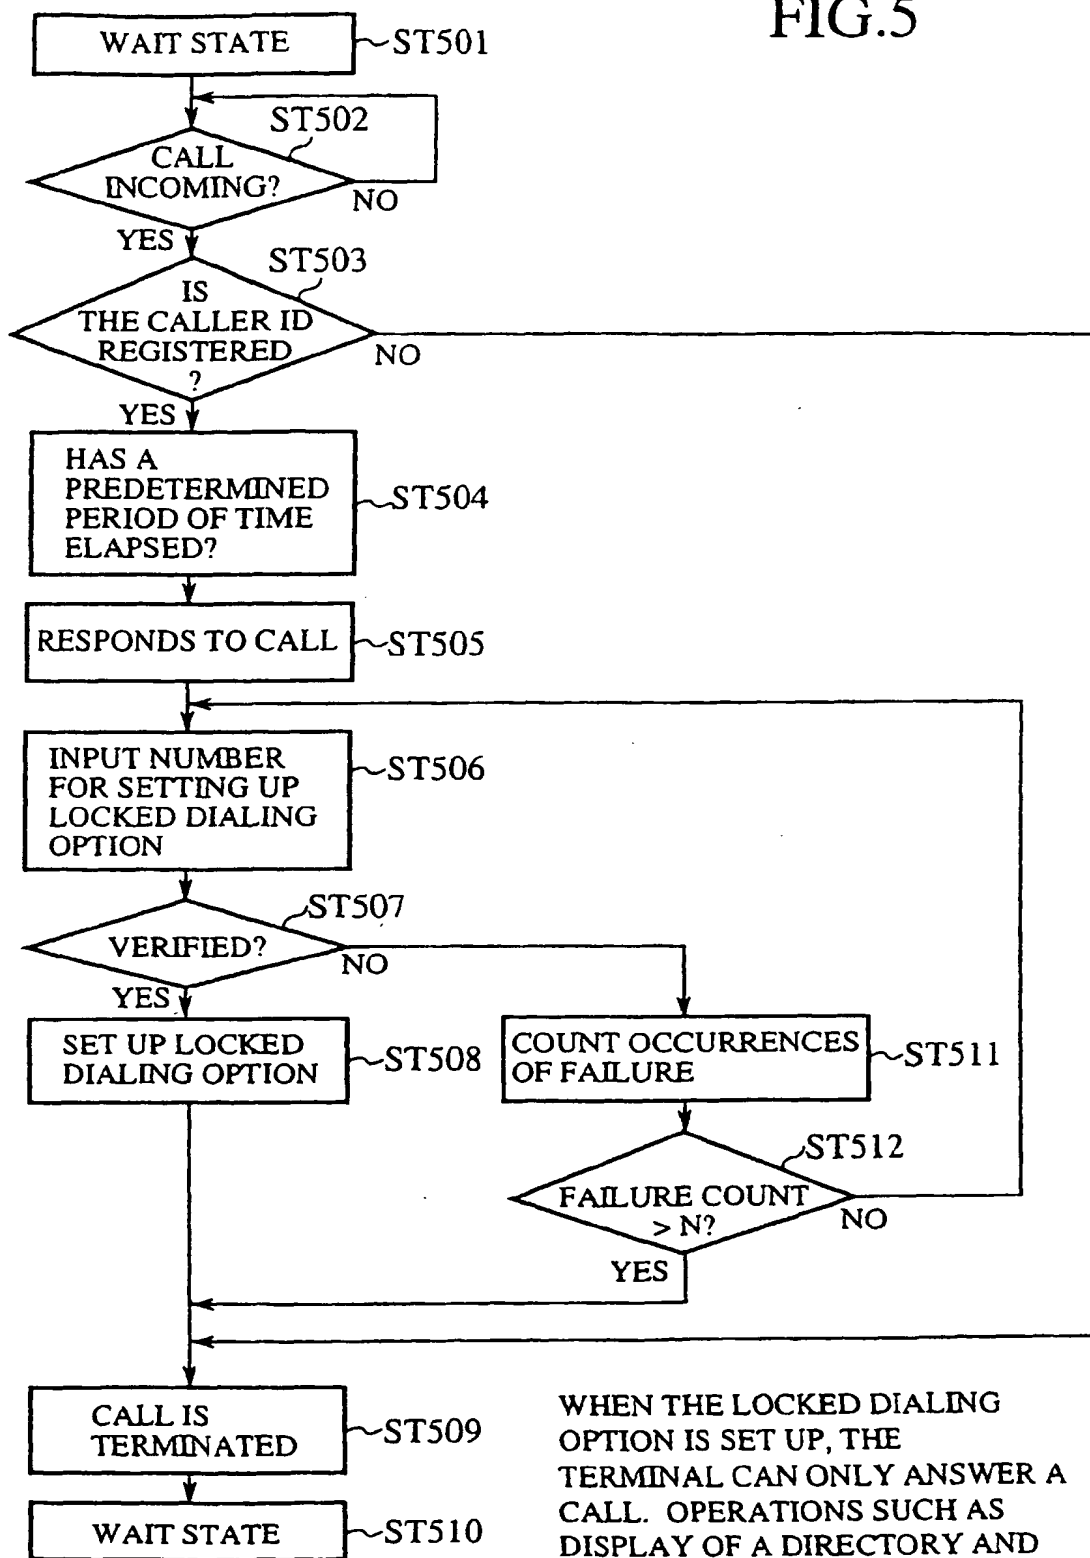 FIG.5
WAIT STATE
ST501
ST502
CALL
INCOMING?
NO
YES
ST503
IS
THE CALLER ID
REGISTERED
?
NO
YES
HAS A
PREDETERMINED
PERIOD OF TIME
ELAPSED?
ST504
RESPONDS TO CALL
ST505
INPUT NUMBER
FOR SETTING UP
LOCKED DIALING
OPTION
ST506
ST507
VERIFIED?
NO
YES
SET UP LOCKED
DIALING OPTION
ST508
COUNT OCCURRENCES
OF FAILURE
ST511
ST512
FAILURE COUNT
> N?
NO
YES
CALL IS
TERMINATED
ST509
WAIT STATE
ST510
WHEN THE LOCKED DIALING
OPTION IS SET UP, THE
TERMINAL CAN ONLY ANSWER A
CALL. OPERATIONS SUCH AS
DISPLAY OF A DIRECTORY AND